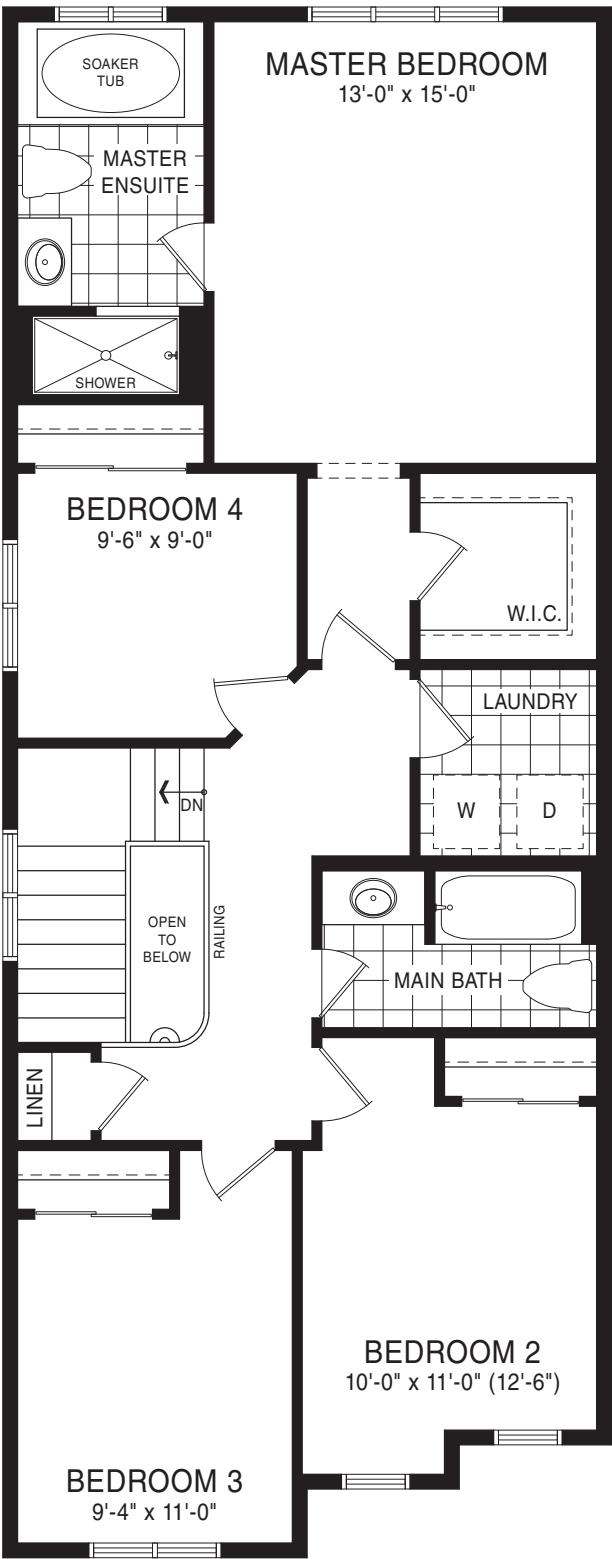 SOAKER
TUB
MASTER BEDROOM
13'-0" x 15'-0"
MASTER
ENSUITE
SHOWER
BEDROOM 4
9'-6" x 9'-0"
W.I.C.
LAUNDRY
W
D
DN
OPEN
TO
BELOW
RAILING
MAIN BATH
LINEN
BEDROOM 2
10'-0" x 11'-0" (12'-6")
BEDROOM 3
9'-4" x 11'-0"